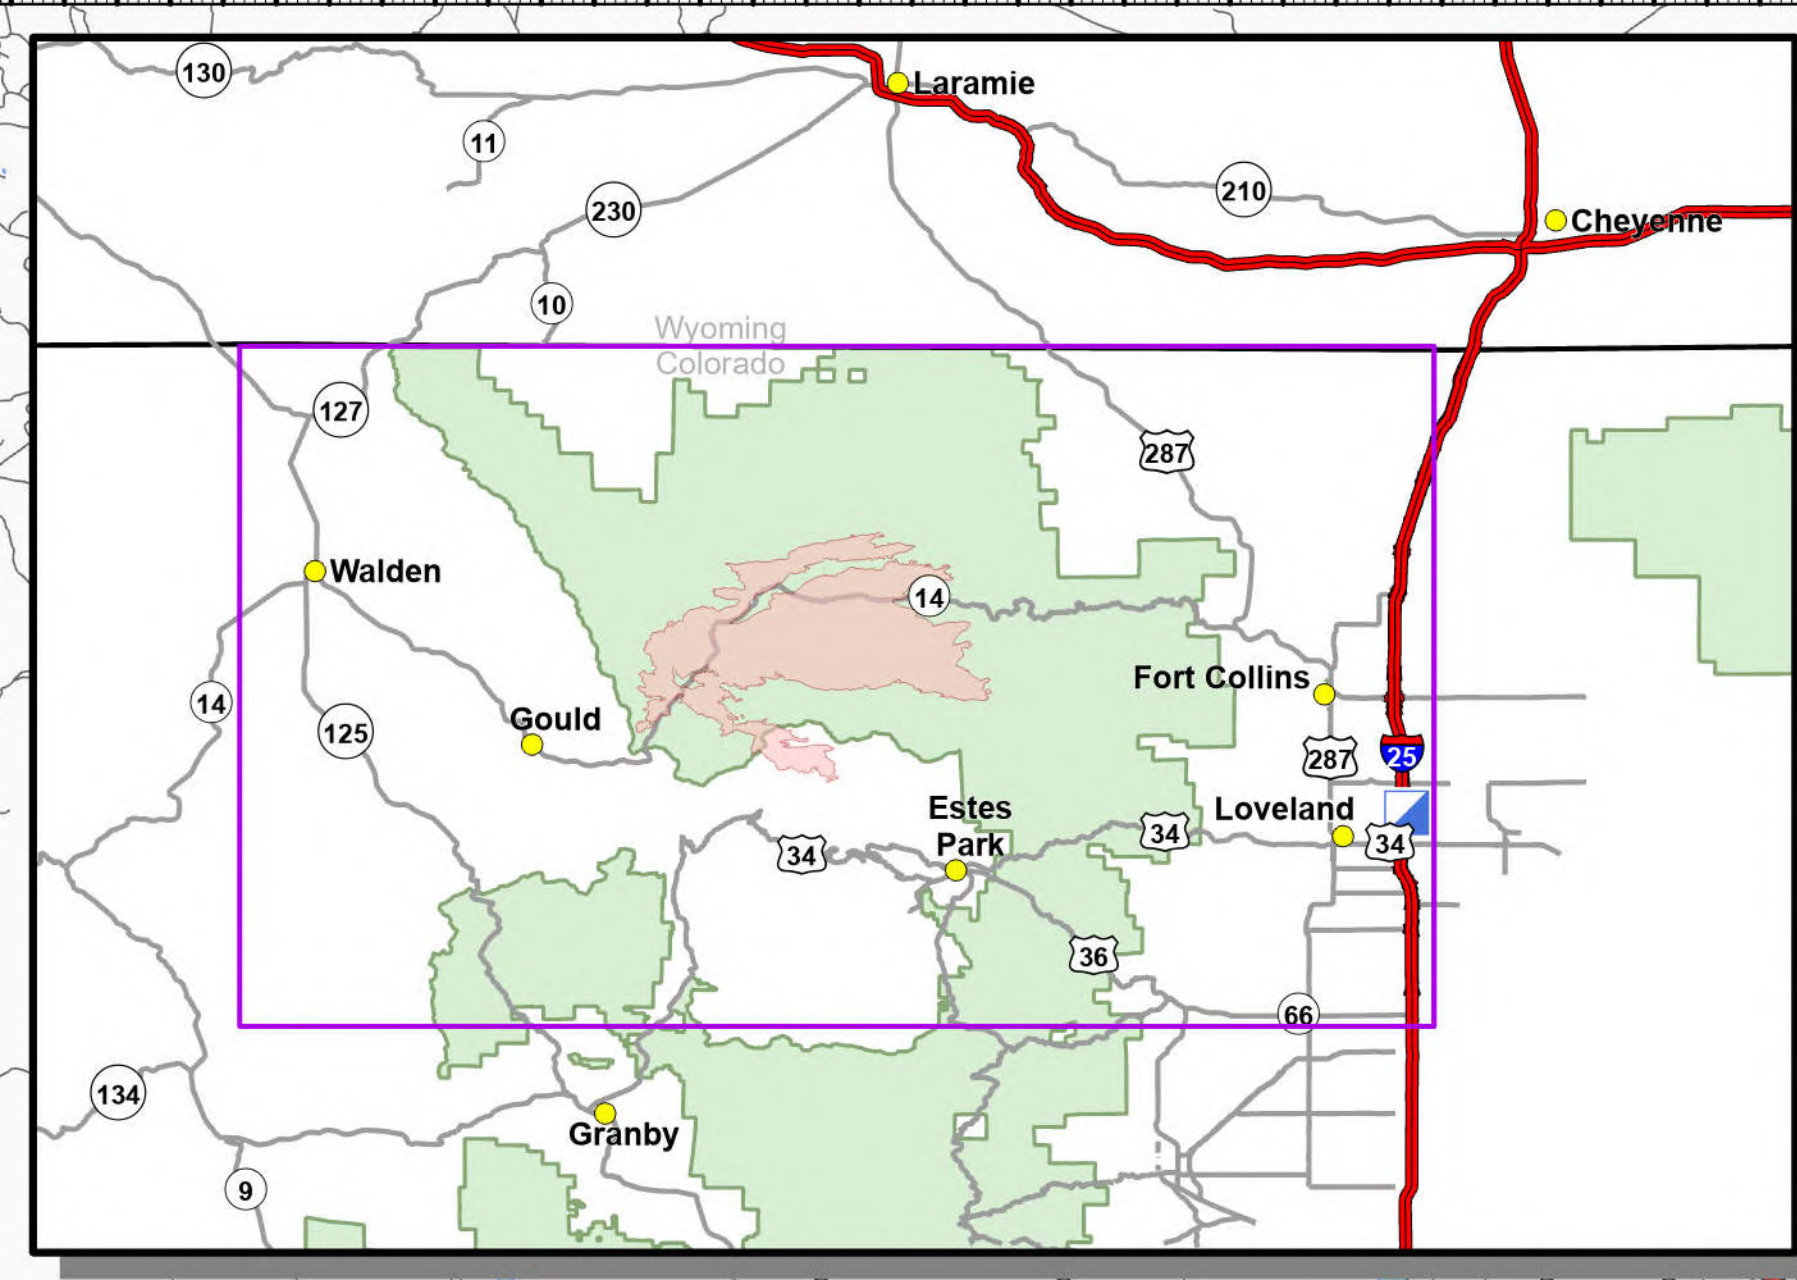 130
Laramie
11
210
230
Cheyenne
10
Wyoming
Colorado
127
287
Walden
14
Fort Collins
14
Gould
125
287
25
Estes
Park
Loveland
34
34
34
36
66
134
Granby
9